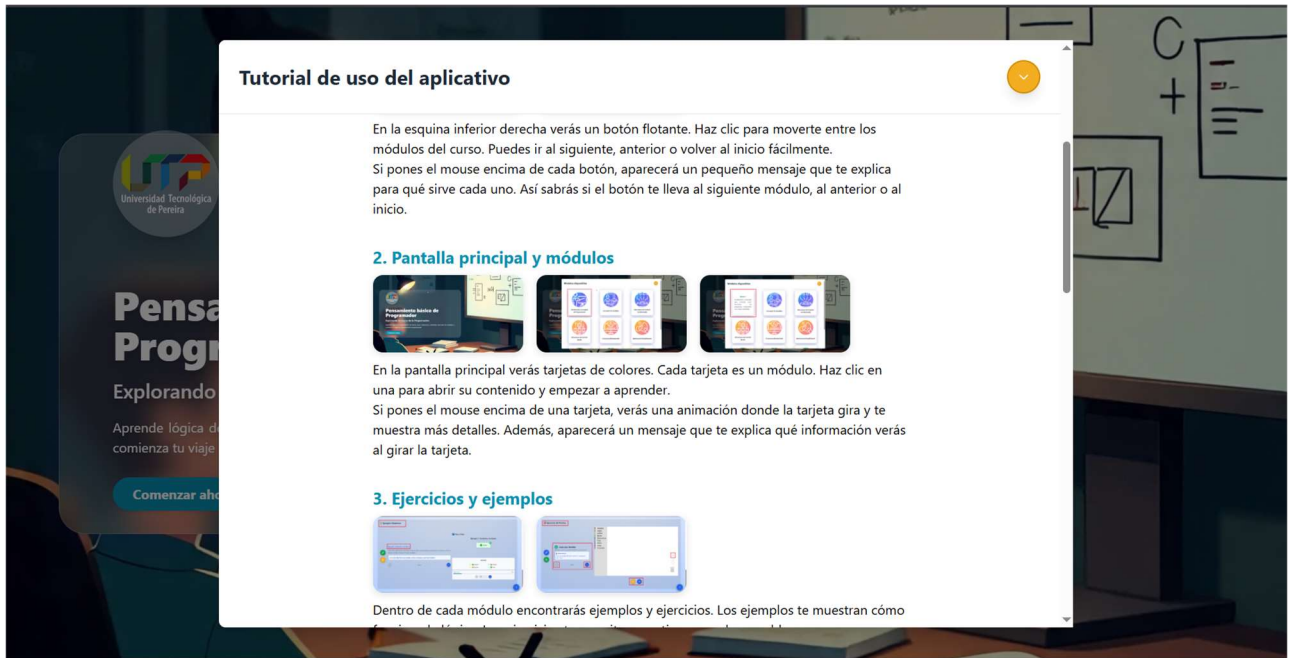 Tutorial de uso del aplicativo
En la esquina inferior derecha verás un botón flotante. Haz clic para moverte entre los
módulos del curso. Puedes ir al siguiente, anterior o volver al inicio fácilmente.
Si pones el mouse encima de cada botón, aparecerá un pequeño mensaje que te explica
para qué sirve cada uno. Así sabrás si el botón te lleva al siguiente módulo, al anterior o al
inicio.
2. Pantalla principal y módulos
Pensamiento básico de
Programador
En la pantalla principal verás tarjetas de colores. Cada tarjeta es un módulo. Haz clic en
una para abrir su contenido y empezar a aprender.
Si pones el mouse encima de una tarjeta, verás una animación donde la tarjeta gira y te
muestra más detalles. Además, aparecerá un mensaje que te explica qué información verás
al girar la tarjeta.
3. Ejercicios y ejemplos
Dentro de cada módulo encontrarás ejemplos y ejercicios. Los ejemplos te muestran cómo
UTP
Universidad Tecnológica
de Pereira
Pensa
Progr
Explorando
Aprende lógica d
comienza tu viaje
Comenzar aho
C
+